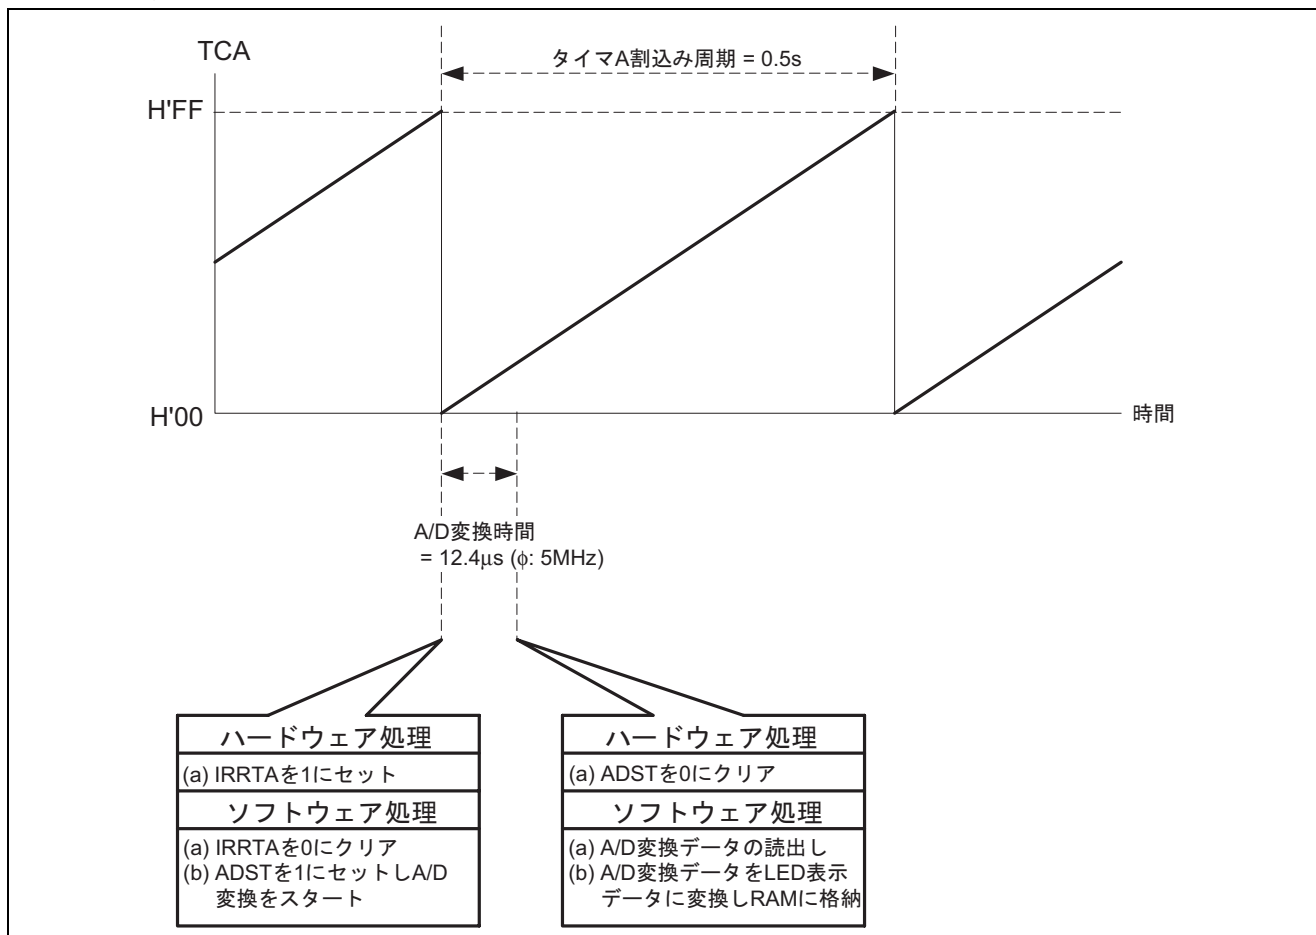 TCA
タイマA割込み周期 = 0.5s
H'FF
H'00
時間
A/D変換時間
= 12.4μs (ϕ: 5MHz)
ハードウェア処理
(a) IRRTAを1にセット
ソフトウェア処理
(a) IRRTAを0にクリア
(b) ADSTを1にセットしA/D
変換をスタート
ハードウェア処理
(a) ADSTを0にクリア
ソフトウェア処理
(a) A/D変換データの読出し
(b) A/D変換データをLED表示
データに変換しRAMに格納